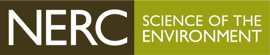 NERC
SCIENCE OF THE
ENVIRONMENT